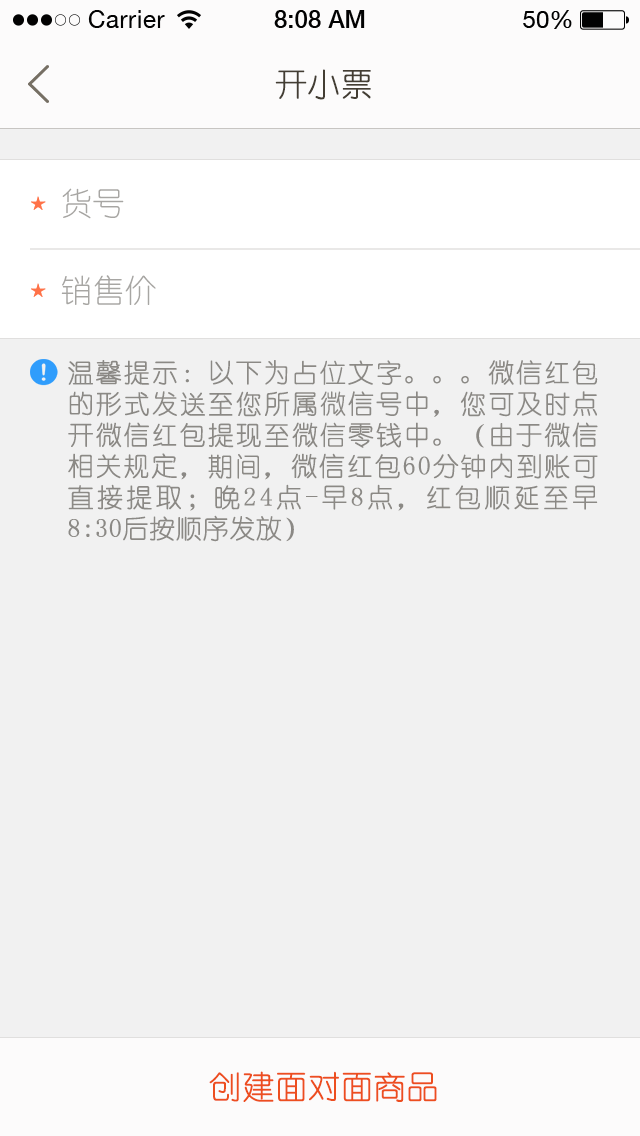 Carrier 8:08 AM 50%
开小票
货号
销售价
温馨提示：以下为占位文字。。。微信红包
的形式发送至您所属微信号中，您可及时点
开微信红包提现至微信零钱中。（由于微信
相关规定，期间，微信红包60分钟内到账可
直接提取；晚24点-早8点，红包顺延至早
8:30后按顺序发放)
创建面对面商品